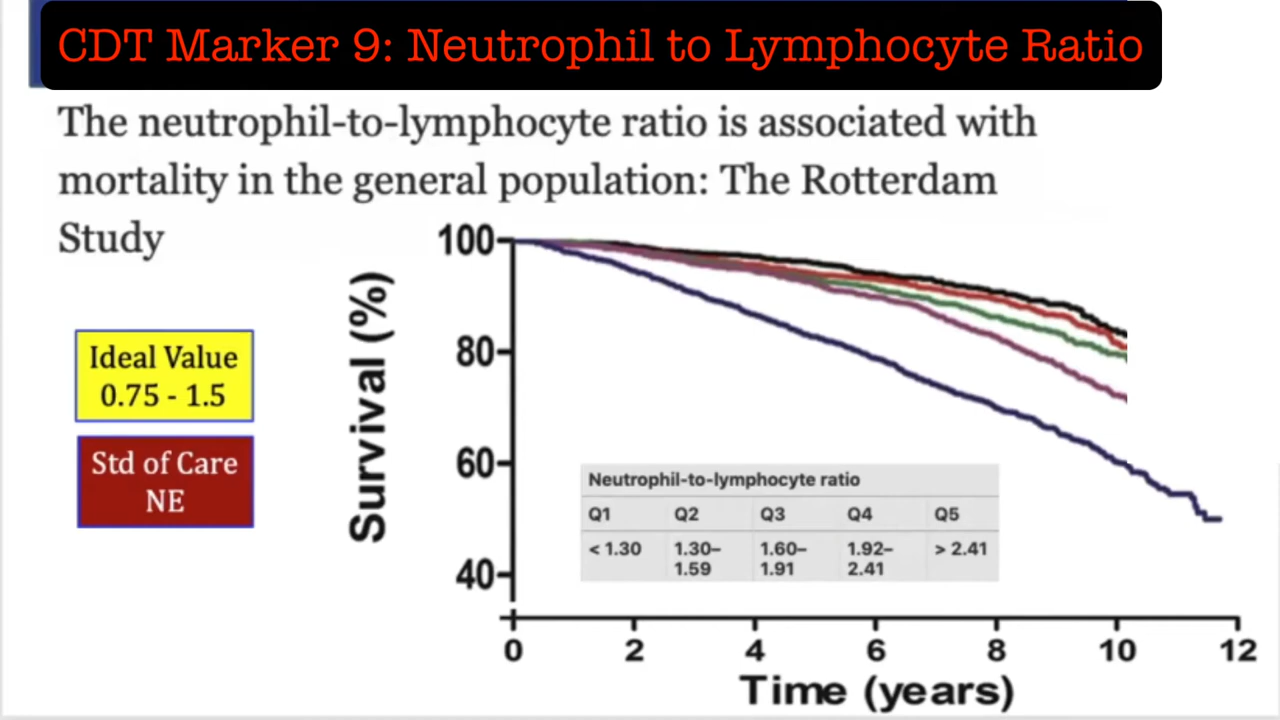 CDT Marker 9: Neutrophil to Lymphocyte Ratio
The neutrophil-to-lymphocyte ratio is associated with
mortality in the general population: The Rotterdam
Study
Ideal Value
0.75 - 1.5
Std of Care
NE
Survival (%)
100
80
60
40
Neutrophil-to-lymphocyte ratio
Q1 Q2 Q3 Q4 Q5
< 1.30 1.30– 1.60– 1.92– > 2.41
1.59 1.91 2.41
0 2 4 6 8 10 12
Time (years)